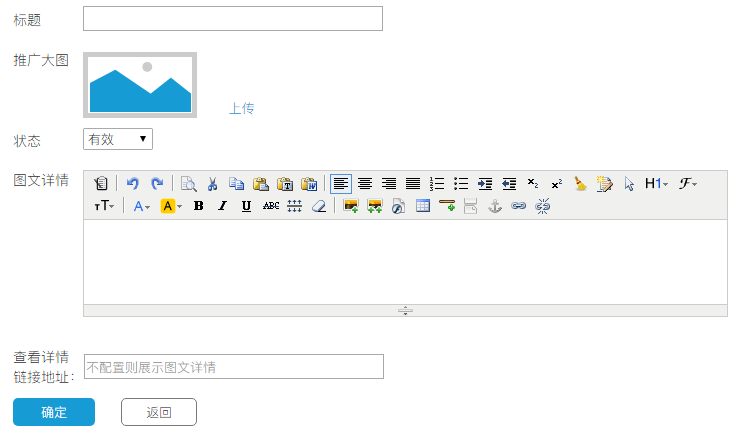 标题
推广大图
上传
状态
有效
图文详情
H1 ℱ
тT A A B I U ABC
查看详情
链接地址：
不配置则展示图文详情
确定 返回